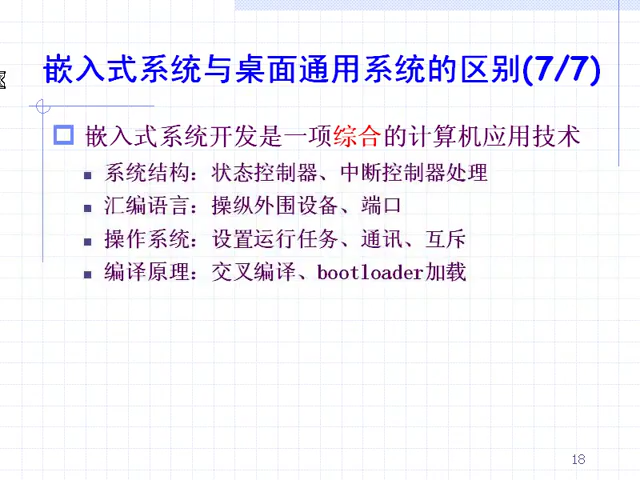 嵌入式系统与桌面通用系统的区别(7/7)
嵌入式系统开发是一项综合的计算机应用技术
系统结构：状态控制器、中断控制器处理
汇编语言：操纵外围设备、端口
操作系统：设置运行任务、通讯、互斥
编译原理：交叉编译、bootloader加载
18